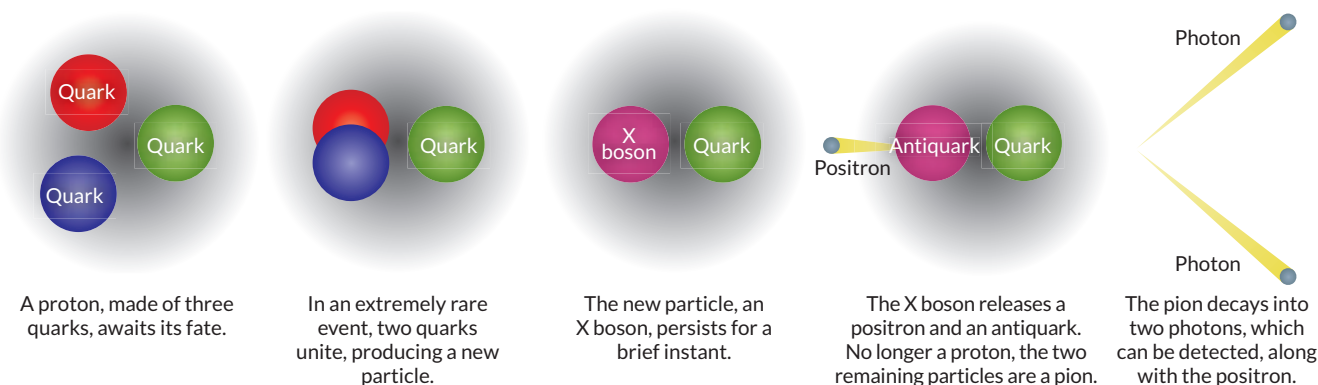 Quark
Quark
Quark
A proton, made of three
quarks, awaits its fate.
Quark
In an extremely rare
event, two quarks
unite, producing a new
particle.
X
boson
Quark
The new particle, an
X boson, persists for a
brief instant.
Positron
Antiquark
Quark
The X boson releases a
positron and an antiquark.
No longer a proton, the two
remaining particles are a pion.
Photon
Photon
The pion decays into
two photons, which
can be detected, along
with the positron.